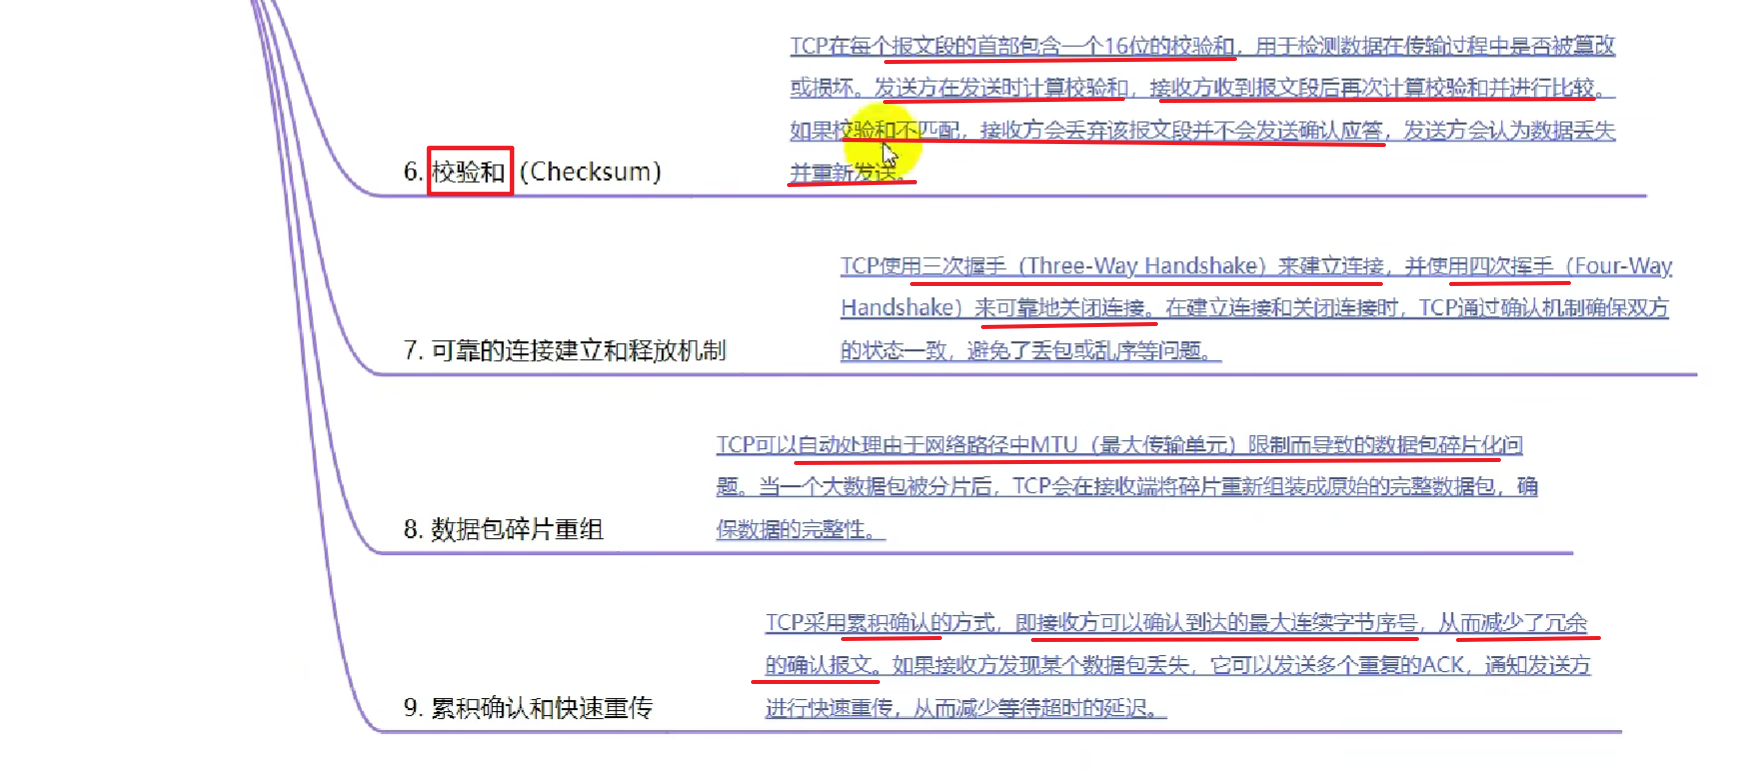 TCP在每个报文段的首部包含一个16位的校验和，用于检测数据在传输过程中是否被篡改
或损坏。发送方在发送时计算校验和，接收方收到报文段后再次计算校验和并进行比较。
如果校验和不匹配，接收方会丢弃该报文段并不会发送确认应答，发送方会认为数据丢失
并重新发送。
6. 校验和 (Checksum)
TCP使用三次握手（Three-Way Handshake）来建立连接，并使用四次挥手（Four-Way
Handshake）来可靠地关闭连接。在建立连接和关闭连接时，TCP通过确认机制确保双方
的状态一致，避免了丢包或乱序等问题。
7. 可靠的连接建立和释放机制
TCP可以自动处理由于网络路径中MTU（最大传输单元）限制而导致的数据包碎片化问
题。当一个大数据包被分片后，TCP会在接收端将碎片重新组装成原始的完整数据包，确
保数据的完整性。
8. 数据包碎片重组
TCP采用累积确认的方式，即接收方可以确认到达的最大连续字节序号，从而减少了冗余
的确认报文。如果接收方发现某个数据包丢失，它可以发送多个重复的ACK，通知发送方
进行快速重传，从而减少等待超时的延迟。
9. 累积确认和快速重传